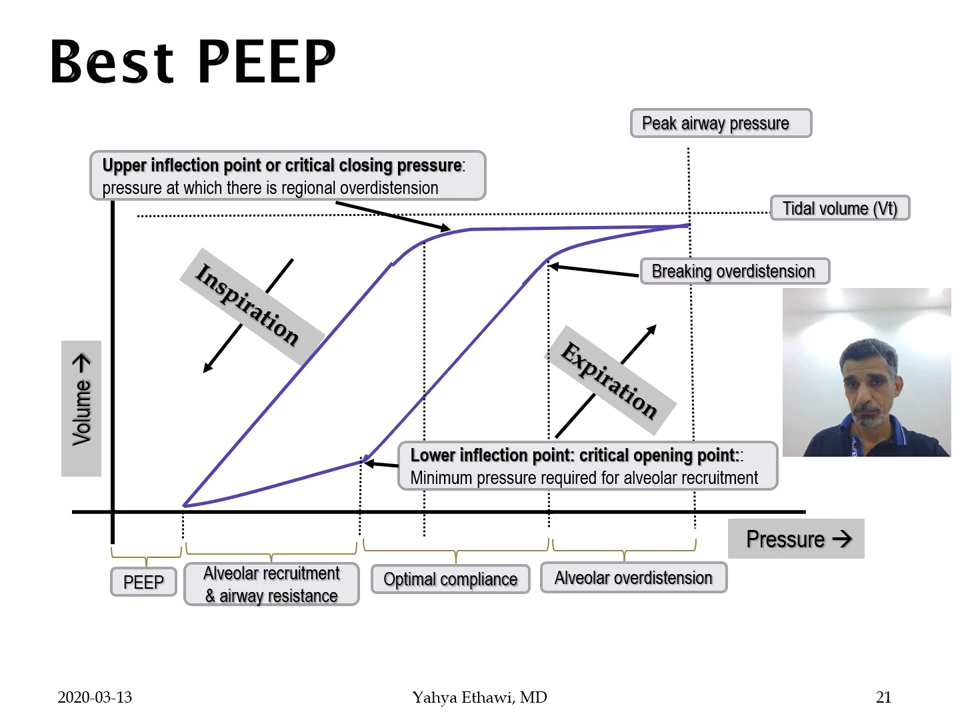 Best PEEP
Peak airway pressure
Upper inflection point or critical closing pressure:
pressure at which there is regional overdistension
Tidal volume (Vt)
Breaking overdistension
Inspiration
Expiration
Volume →
Lower inflection point: critical opening point::
Minimum pressure required for alveolar recruitment
Pressure →
PEEP
Alveolar recruitment
& airway resistance
Optimal compliance
Alveolar overdistension
2020-03-13
Yahya Ethawi, MD
21